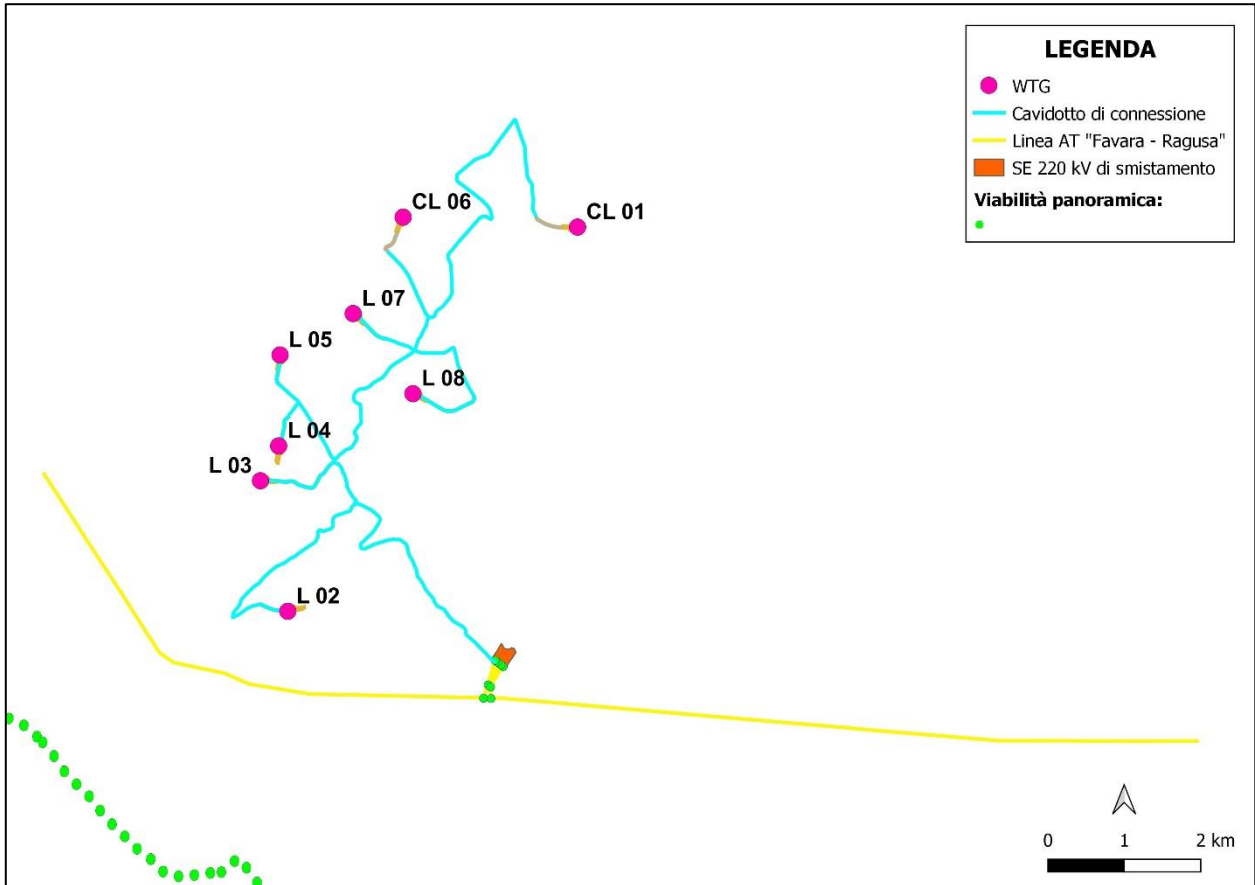 LEGENDA
WTG
Cavidotto di connessione
Linea AT "Favara - Ragusa"
SE 220 kV di smistamento
Viabilità panoramica:
CL 06
CL 01
L 07
L 05
L 08
L 04
L 03
L 02
0 1 2 km